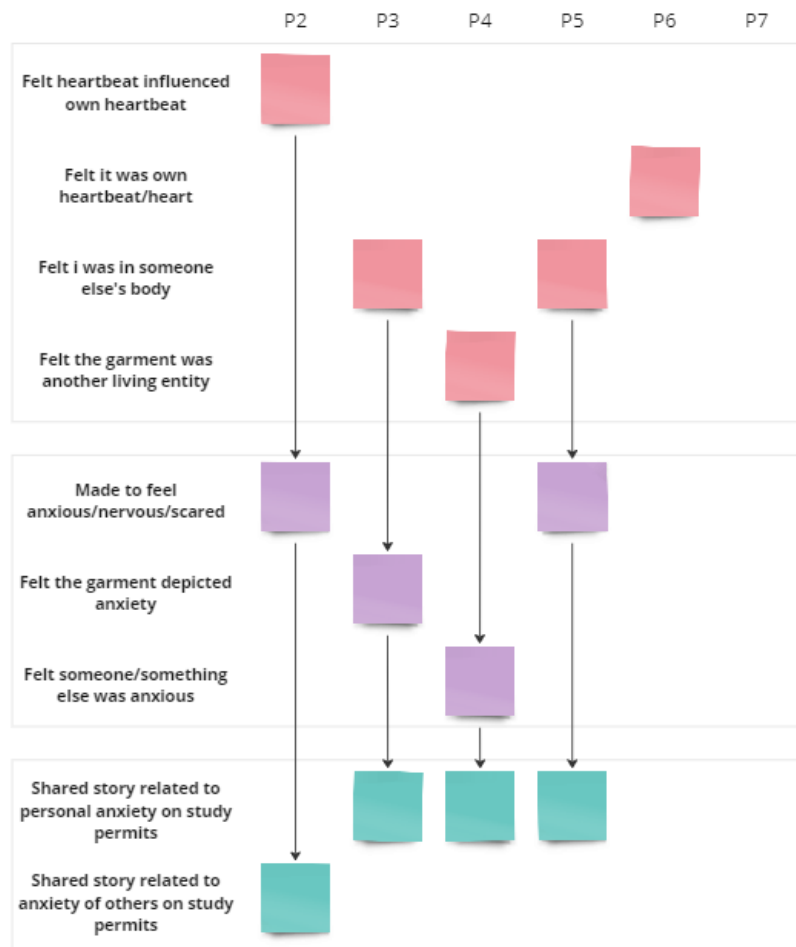 P2 P3 P4 P5 P6 P7
Felt heartbeat influenced
own heartbeat
Felt it was own
heartbeat/heart
Felt i was in someone
else's body
Felt the garment was
another living entity
Made to feel
anxious/nervous/scared
Felt the garment depicted
anxiety
Felt someone/something
else was anxious
Shared story related to
personal anxiety on study
permits
Shared story related to
anxiety of others on study
permits